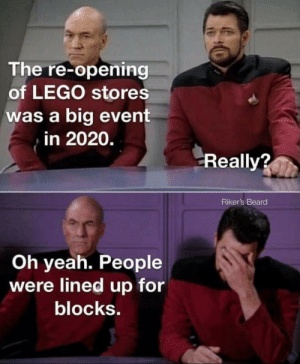 The re-opening
of LEGO stores
was a big event
in 2020.
Really?
Riker's Beard
Oh yeah. People
were lined up for
blocks.